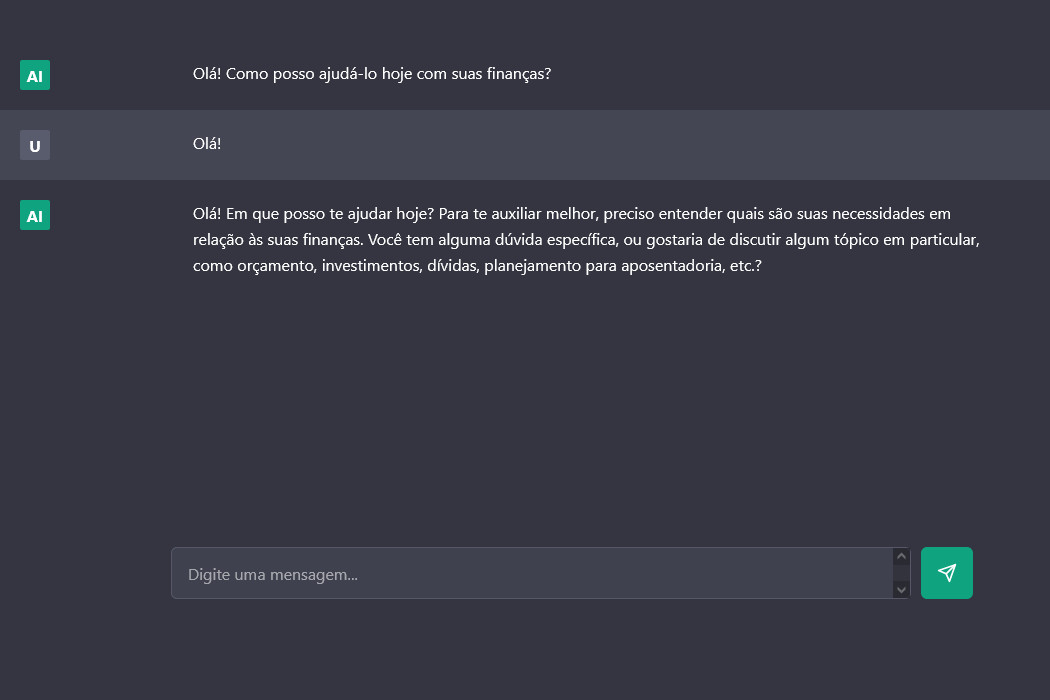 AI
Olá! Como posso ajudá-lo hoje com suas finanças?
U
Olá!
AI
Olá! Em que posso te ajudar hoje? Para te auxiliar melhor, preciso entender quais são suas necessidades em
relação às suas finanças. Você tem alguma dúvida específica, ou gostaria de discutir algum tópico em particular,
como orçamento, investimentos, dívidas, planejamento para aposentadoria, etc.?
Digite uma mensagem...